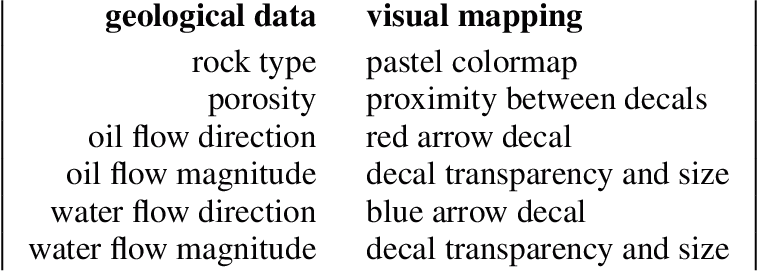 geological data visual mapping
rock type pastel colormap
porosity proximity between decals
oil flow direction red arrow decal
oil flow magnitude decal transparency and size
water flow direction blue arrow decal
water flow magnitude decal transparency and size